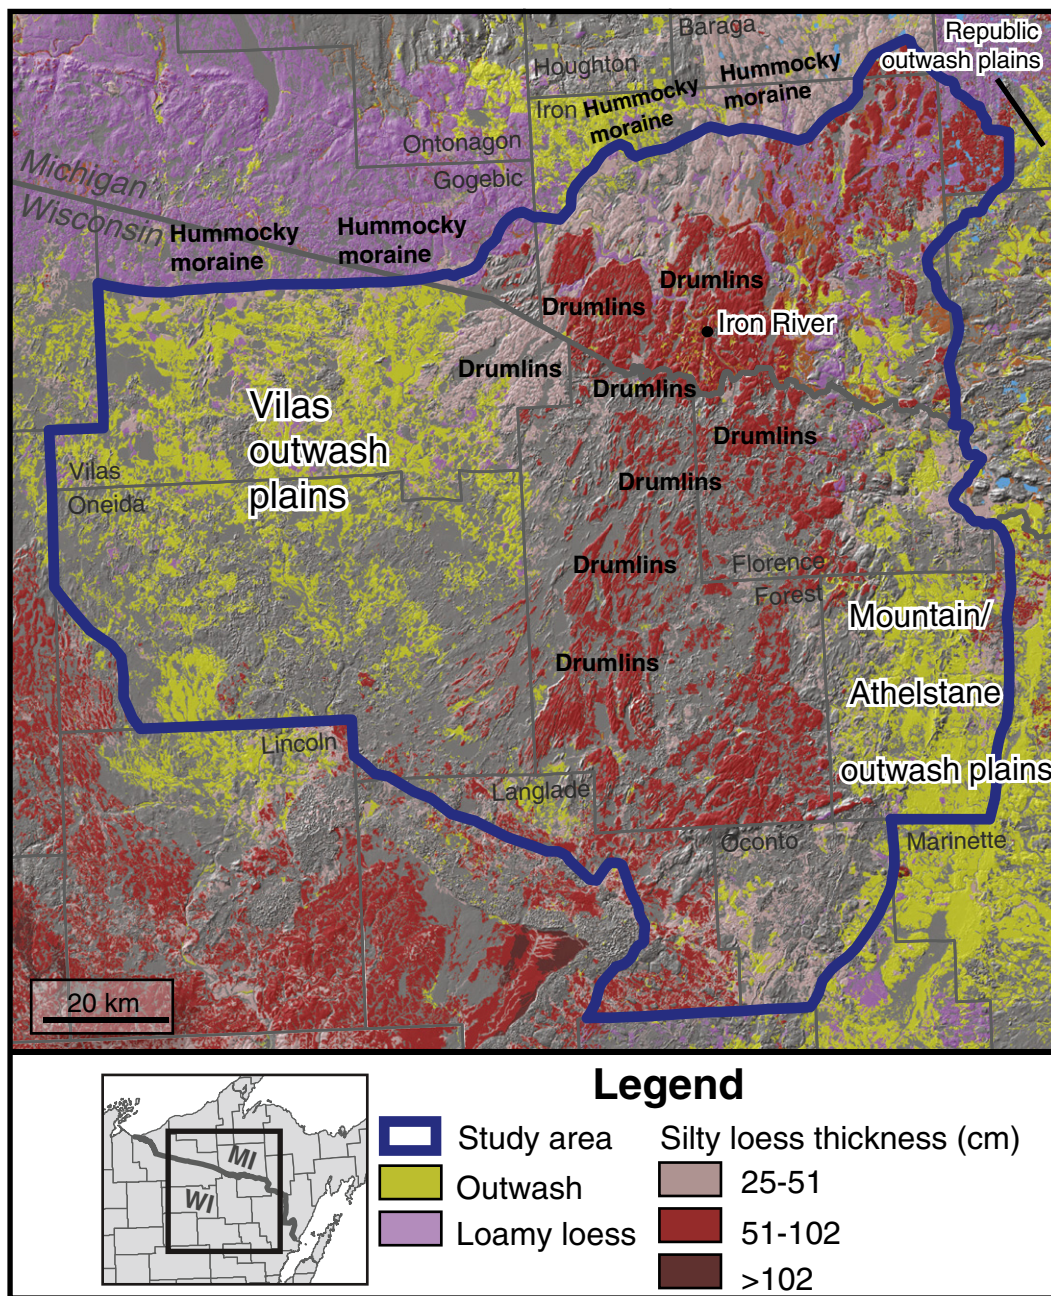 Baraga
Republic
outwash plains
Houghton
Hummocky
moraine
Iron
Hummocky
moraine
Ontonagon
Gogebic
Michigan
Wisconsin
Hummocky
moraine
Hummocky
moraine
Drumlins
Drumlins
Iron River
Drumlins
Drumlins
Vilas
outwash
plains
Drumlins
Vilas
Oneida
Drumlins
Drumlins
Florence
Forest
Mountain/
Athelstane
outwash plains
Drumlins
Lincoln
Langlade
Oconto
Marinette
20 km
Legend
MI
WI
Study area
Outwash
Loamy loess
Silty loess thickness (cm)
25-51
51-102
>102